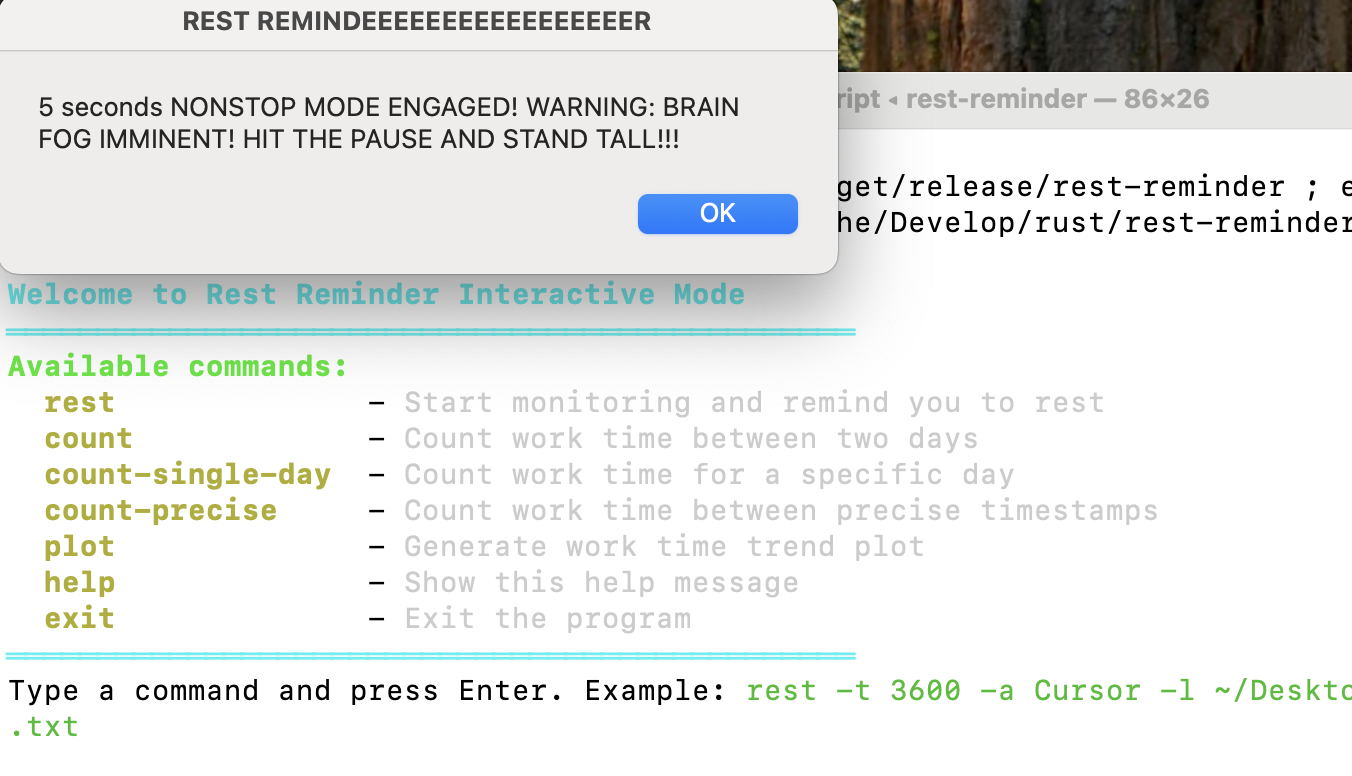 REST REMINDEEEEEEEEEEEEEEEEEER
5 seconds NONSTOP MODE ENGAGED! WARNING: BRAIN
FOG IMMINENT! HIT THE PAUSE AND STAND TALL!!!
OK
rest-reminder — 86×26
/release/rest-reminder ;
/Develop/rust/rest-reminder
Welcome to Rest Reminder Interactive Mode
Available commands:
rest – Start monitoring and remind you to rest
count – Count work time between two days
count-single-day – Count work time for a specific day
count-precise – Count work time between precise timestamps
plot – Generate work time trend plot
help – Show this help message
exit – Exit the program
Type a command and press Enter. Example: rest -t 3600 -a Cursor -l ~/Deskto
.txt